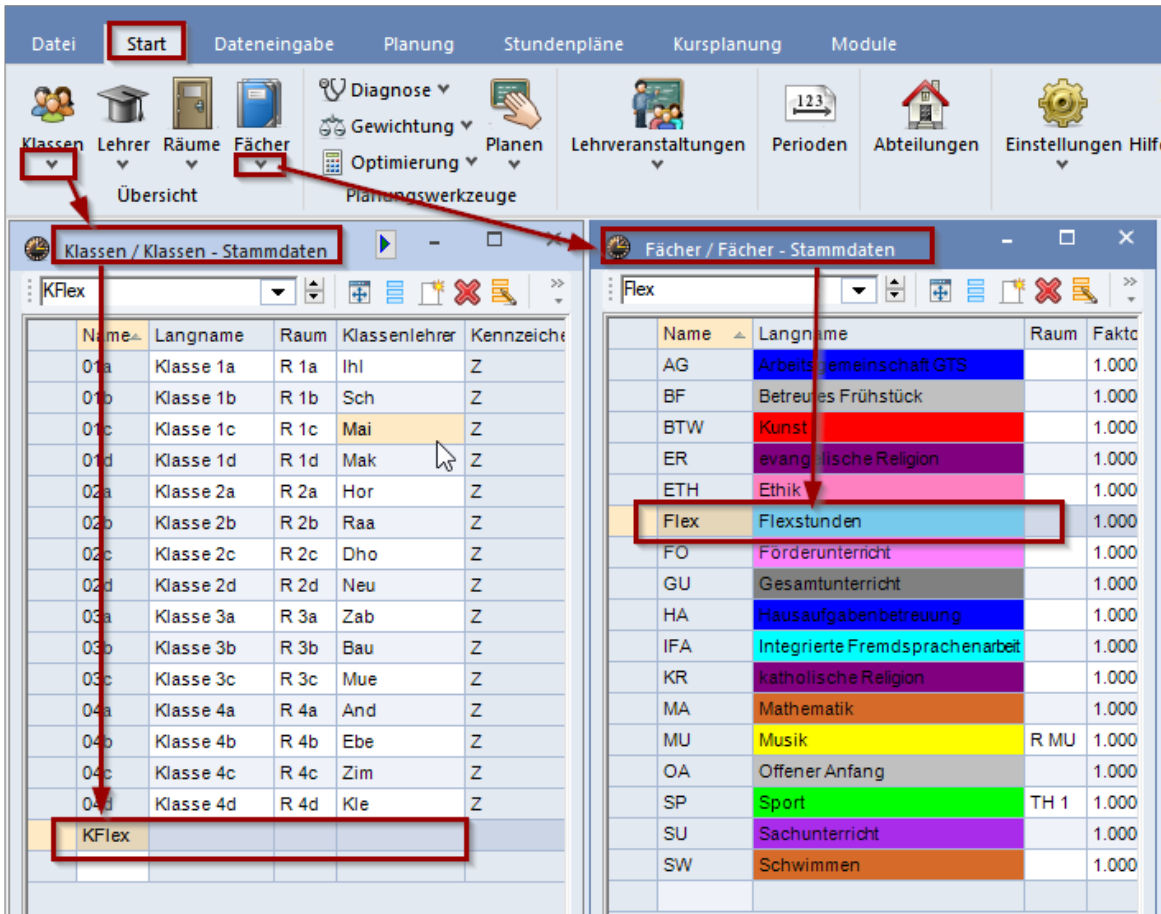 Datei Start Dateneingabe Planung Stundenpläne Kursplanung Module
Diagnose
Gewichtung
Optimierung
Klassen Lehrer Räume Fächer Planen Lehrveranstaltungen Perioden Abteilungen Einstellungen Hilfe
123
Übersicht Planungswerkzeuge
Klassen / Klassen - Stammdaten
KFlex
Name Langname Raum Klassenlehrer Kennzeiche
01a Klasse 1a R 1a Ihl Z
01b Klasse 1b R 1b Sch Z
01c Klasse 1c R 1c Mai Z
01d Klasse 1d R 1d Mak Z
02a Klasse 2a R 2a Hor Z
02b Klasse 2b R 2b Raa Z
02c Klasse 2c R 2c Dho Z
02d Klasse 2d R 2d Neu Z
03a Klasse 3a R 3a Zab Z
03b Klasse 3b R 3b Bau Z
03c Klasse 3c R 3c Mue Z
04a Klasse 4a R 4a And Z
04b Klasse 4b R 4b Ebe Z
04c Klasse 4c R 4c Zim Z
04d Klasse 4d R 4d Kle Z
KFlex
Fächer / Fächer - Stammdaten
Flex
Name Langname Raum Fakto
AG Arbeitsgemeinschaft GTS 1.000
BF Betreutes Frühstück 1.000
BTW Kunst 1.000
ER evangelische Religion 1.000
ETH Ethik 1.000
Flex Flexstunden 1.000
FO Förderunterricht 1.000
GU Gesamtunterricht 1.000
HA Hausaufgabenbetreuung 1.000
IFA Integrierte Fremdsprachenarbeit 1.000
KR katholische Religion 1.000
MA Mathematik 1.000
MU Musik R MU 1.000
OA Offener Anfang 1.000
SP Sport TH 1 1.000
SU Sachunterricht 1.000
SW Schwimmen 1.000